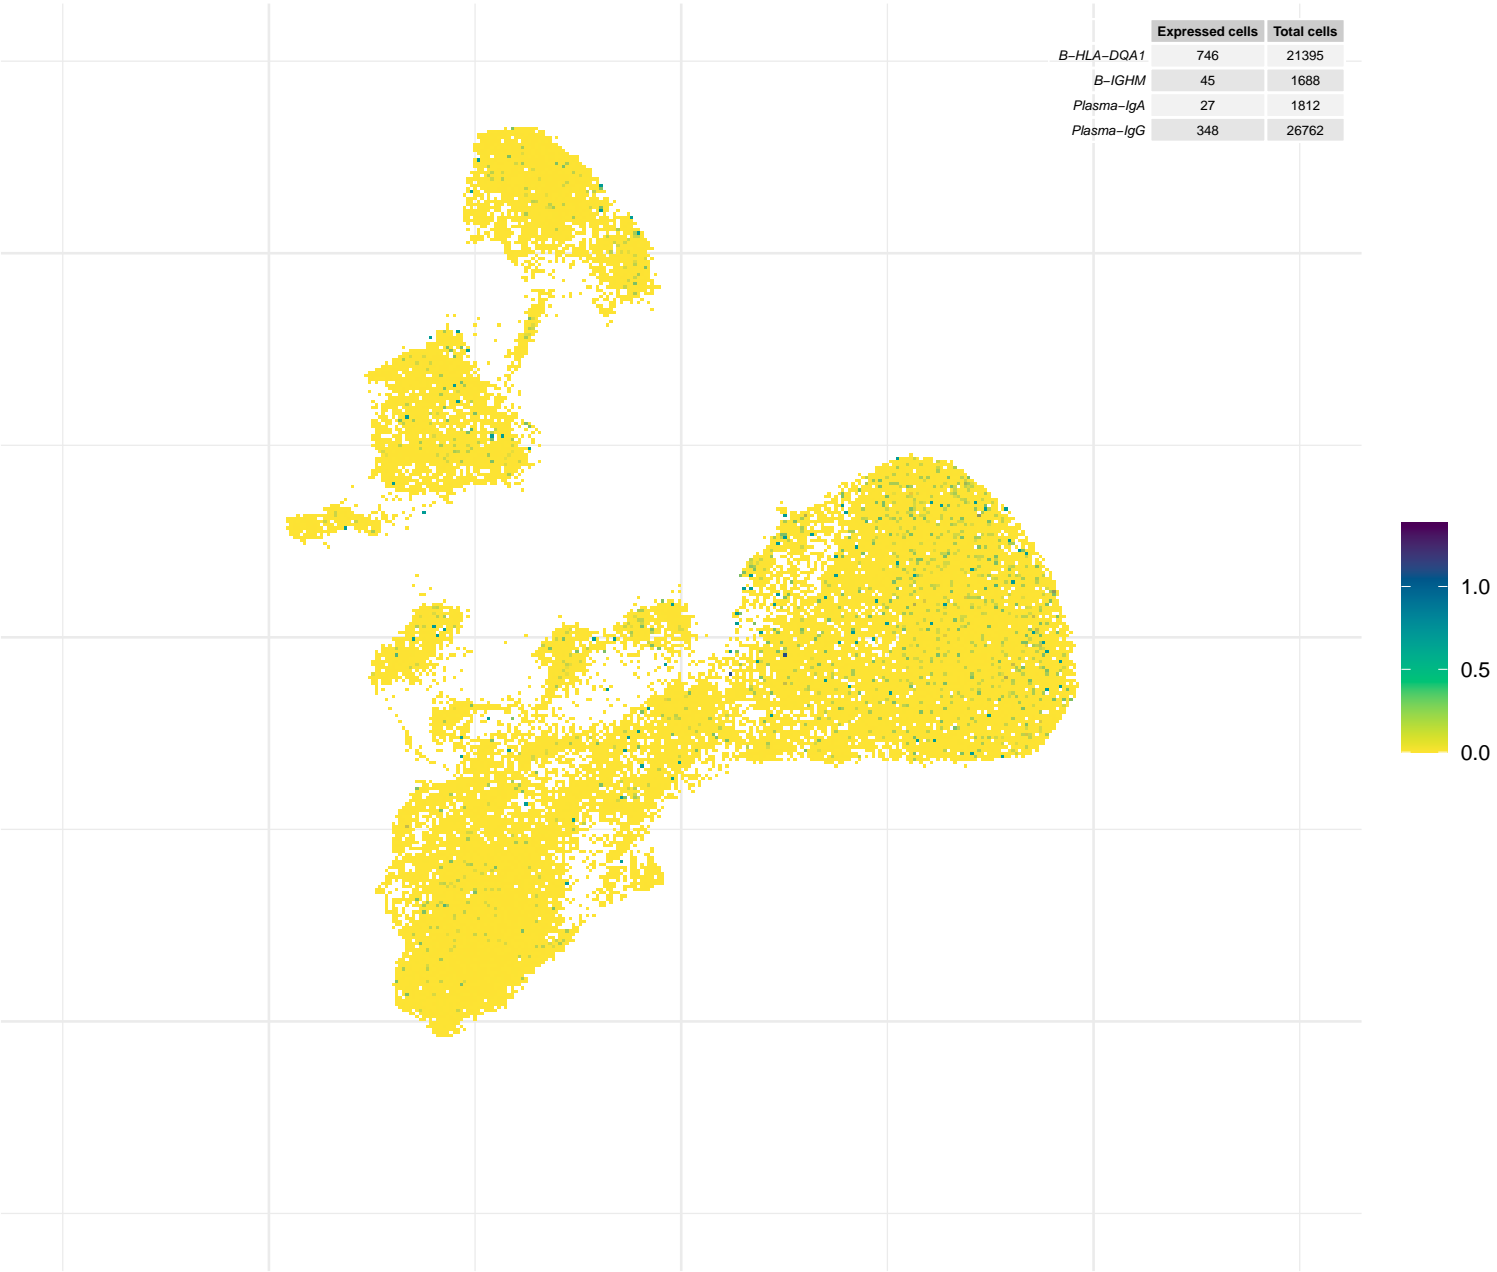 Expressed cells Total cells
B−HLA−DQA1 746 21395
B−IGHM 45 1688
Plasma−IgA 27 1812
Plasma−IgG 348 26762
1.0
0.5
0.0